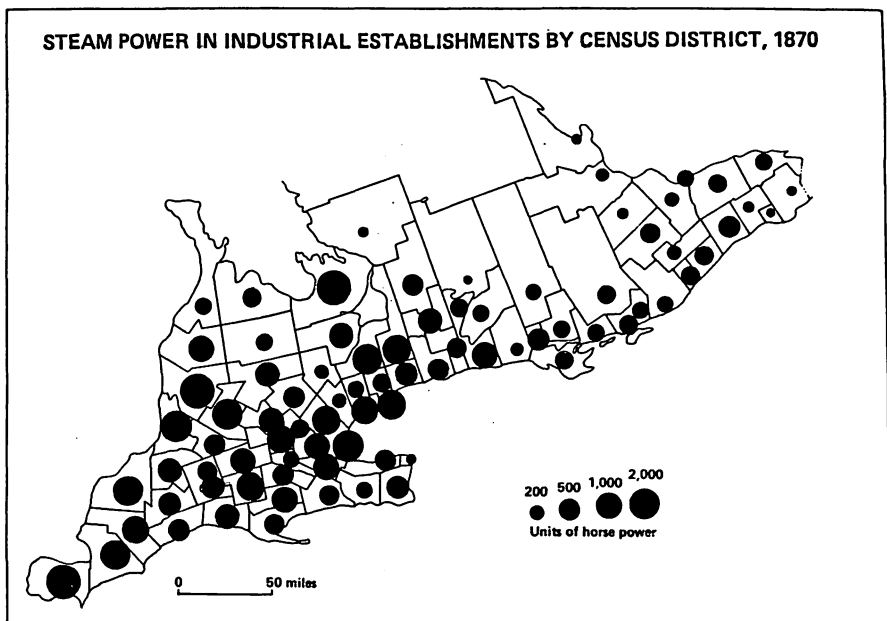 STEAM POWER IN INDUSTRIAL ESTABLISHMENTS BY CENSUS DISTRICT, 1870
200 500 1,000 2,000
Units of horse power
0 50 miles